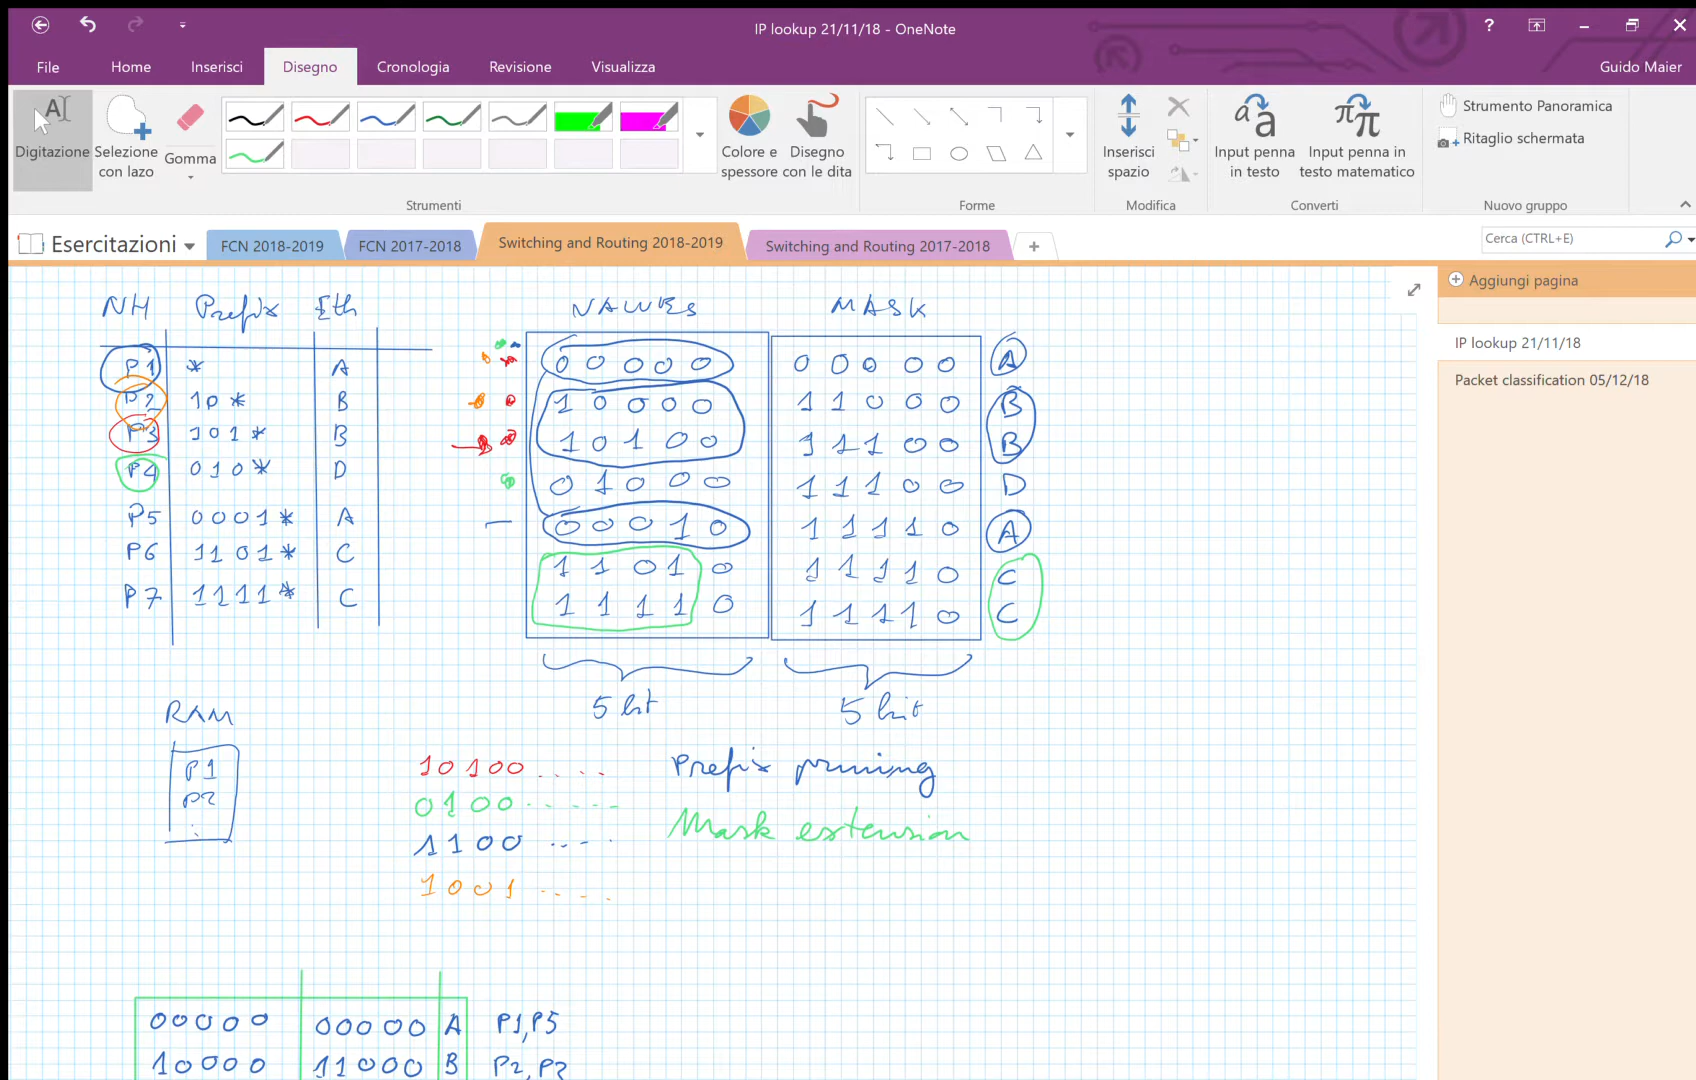 IP lookup 21/11/18 - OneNote
?
File Home Inserisci Disegno Cronologia Revisione Visualizza Guido Maier
Digitazione
Selezione con lazo
Gomma
Strumenti
Colore e spessore
Disegno con le dita
Forme
Inserisci spazio
Modifica
Input penna in testo
Input penna in testo matematico
Converti
Strumento Panoramica
Ritaglio schermata
Nuovo gruppo
Esercitazioni
FCN 2018-2019
FCN 2017-2018
Switching and Routing 2018-2019
Switching and Routing 2017-2018
+
Cerca (CTRL+E)
Aggiungi pagina
IP lookup 21/11/18
Packet classification 05/12/18
NH Prefix Eth
P1 * A
P2 10* B
P3 101* B
P4 010* D
P5 0001* A
P6 1101* C
P7 1111* C
MASK
00000 00000 A
10000 11000 B
10100 11100 B
01000 11100 D
00010 11110 A
11010 11110 C
11110 11110 C
5 bit 5 bit
RAM
P1
P2
:
10100 ....
0100 ......
1100 ....
1001 ....
Prefix pruning
Mask extension
00000 00000 A P1,P5
10000 11000 B P2,P3